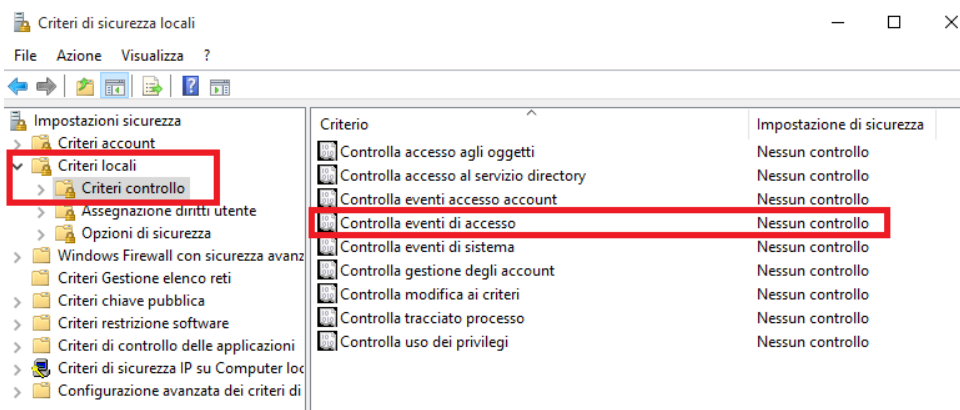 Criteri di sicurezza locali
File Azione Visualizza ?
Impostazioni sicurezza
Criteri account
Criteri locali
Criteri controllo
Assegnazione diritti utente
Opzioni di sicurezza
Windows Firewall con sicurezza avanz
Criteri Gestione elenco reti
Criteri chiave pubblica
Criteri restrizione software
Criteri di controllo delle applicazioni
Criteri di sicurezza IP su Computer loc
Configurazione avanzata dei criteri di
Criterio Impostazione di sicurezza
Controlla accesso agli oggetti Nessun controllo
Controlla accesso al servizio directory Nessun controllo
Controlla eventi accesso account Nessun controllo
Controlla eventi di accesso Nessun controllo
Controlla eventi di sistema Nessun controllo
Controlla gestione degli account Nessun controllo
Controlla modifica ai criteri Nessun controllo
Controlla tracciato processo Nessun controllo
Controlla uso dei privilegi Nessun controllo